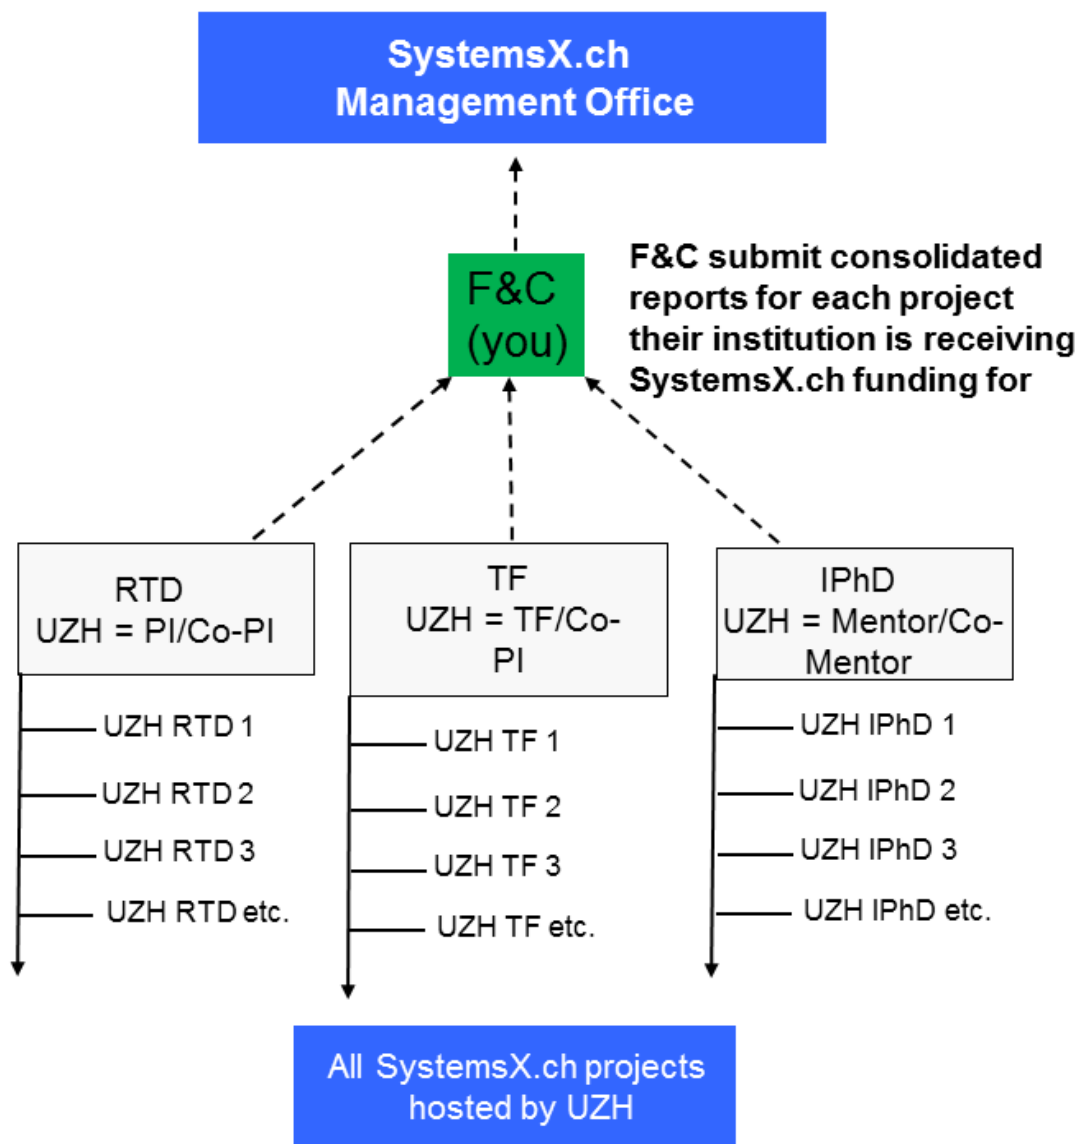 SystemsX.ch
Management Office
F&C
(you)
F&C submit consolidated
reports for each project
their institution is receiving
SystemsX.ch funding for
RTD
UZH = PI/Co-PI
UZH RTD 1
UZH RTD 2
UZH RTD 3
UZH RTD etc.
TF
UZH = TF/Co-
PI
UZH TF 1
UZH TF 2
UZH TF 3
UZH TF etc.
IPhD
UZH = Mentor/Co-
Mentor
UZH IPhD 1
UZH IPhD 2
UZH IPhD 3
UZH IPhD etc.
All SystemsX.ch projects
hosted by UZH